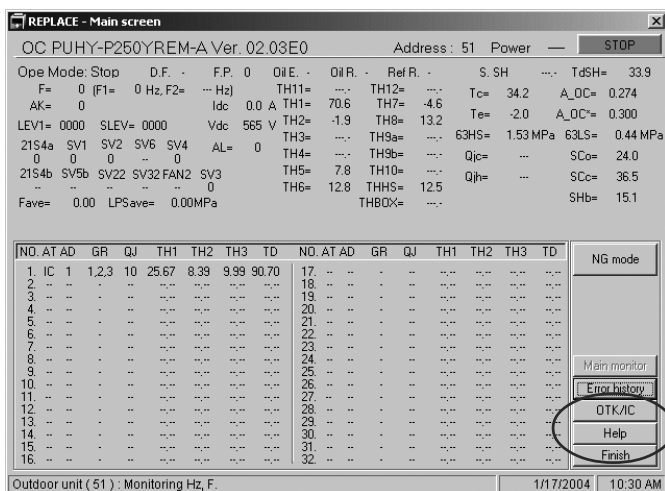 REPLACE - Main screen
OC PUHY-P250YREM-A Ver. 02.03E0 Address : 51 Power — STOP
Ope Mode: Stop D.F. - F.P. 0 Oil E. - Oil R. - Ref R. - S. SH ---.- TdSH= 33.9
F= 0 (F1= 0 Hz, F2= --- Hz) TH11= ---.- TH12= ---.- Tc= 34.2 A_OC= 0.274
AK= 0 Idc 0.0 A TH1= 70.6 TH7= -4.6 Te= -2.0 A_OC*= 0.300
LEV1= 0000 SLEV= 0000 Vdc 565 V TH2= -1.9 TH8= 13.2 63HS= 1.53 MPa 63LS= 0.44 MPa
21S4a SV1 SV2 SV6 SV4 AL= 0 TH3= ---.- TH9a= ---.- Qjc= --- SCo= 24.0
0 0 0 -- 0 TH4= ---.- TH9b= ---.- Qjh= --- SCc= 36.5
21S4b SV5b SV22 SV32 FAN2 SV3 TH5= 7.8 TH10= ---.- SHb= 15.1
-- -- -- -- -- 0 TH6= 12.8 THHS= 12.5
Fave= 0.00 LPSave= 0.00MPa THBOX= ---.-
NO. AT AD GR QJ TH1 TH2 TH3 TD NO. AT AD GR QJ TH1 TH2 TH3 TD NG mode
1. IC 1 1,2,3 10 25.67 8.39 9.99 90.70 17. -- -- - -- --.-- --.-- --.-- --.--
2. -- -- - -- --.-- --.-- --.-- --.-- 18. -- -- - -- --.-- --.-- --.-- --.--
3. -- -- - -- --.-- --.-- --.-- --.-- 19. -- -- - -- --.-- --.-- --.-- --.--
4. -- -- - -- --.-- --.-- --.-- --.-- 20. -- -- - -- --.-- --.-- --.-- --.--
5. -- -- - -- --.-- --.-- --.-- --.-- 21. -- -- - -- --.-- --.-- --.-- --.--
6. -- -- - -- --.-- --.-- --.-- --.-- 22. -- -- - -- --.-- --.-- --.-- --.--
7. -- -- - -- --.-- --.-- --.-- --.-- 23. -- -- - -- --.-- --.-- --.-- --.--
8. -- -- - -- --.-- --.-- --.-- --.-- 24. -- -- - -- --.-- --.-- --.-- --.--
9. -- -- - -- --.-- --.-- --.-- --.-- 25. -- -- - -- --.-- --.-- --.-- --.-- Main monitor
10. -- -- - -- --.-- --.-- --.-- --.-- 26. -- -- - -- --.-- --.-- --.-- --.-- Error history
11. -- -- - -- --.-- --.-- --.-- --.-- 27. -- -- - -- --.-- --.-- --.-- --.--
12. -- -- - -- --.-- --.-- --.-- --.-- 28. -- -- - -- --.-- --.-- --.-- --.-- OTK/IC
13. -- -- - -- --.-- --.-- --.-- --.-- 29. -- -- - -- --.-- --.-- --.-- --.--
14. -- -- - -- --.-- --.-- --.-- --.-- 30. -- -- - -- --.-- --.-- --.-- --.-- Help
15. -- -- - -- --.-- --.-- --.-- --.-- 31. -- -- - -- --.-- --.-- --.-- --.-- Finish
16. -- -- - -- --.-- --.-- --.-- --.-- 32. -- -- - -- --.-- --.-- --.-- --.--
Outdoor unit ( 51 ) : Monitoring Hz, F. 1/17/2004 10:30 AM